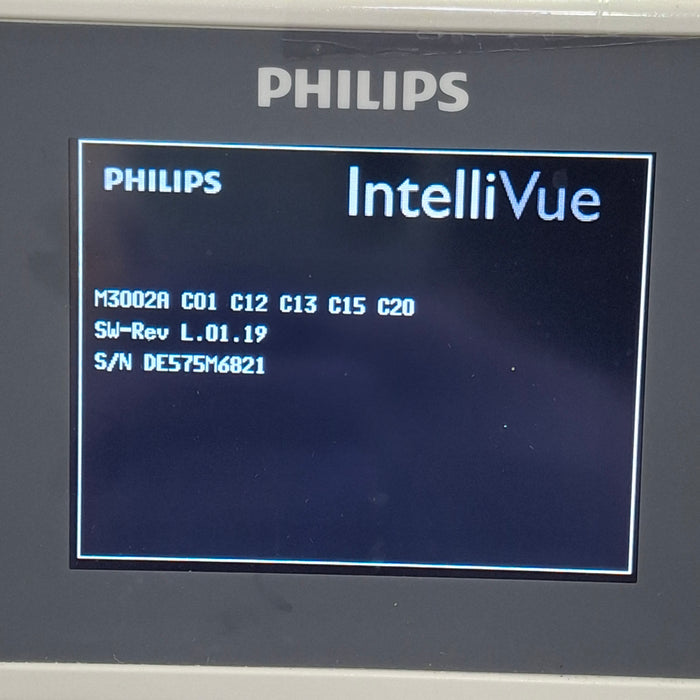 PHILIPS
PHILIPS IntelliVue
M3002A C01 C12 C13 C15 C20
SW-Rev L.01.19
S/N DE575M6821